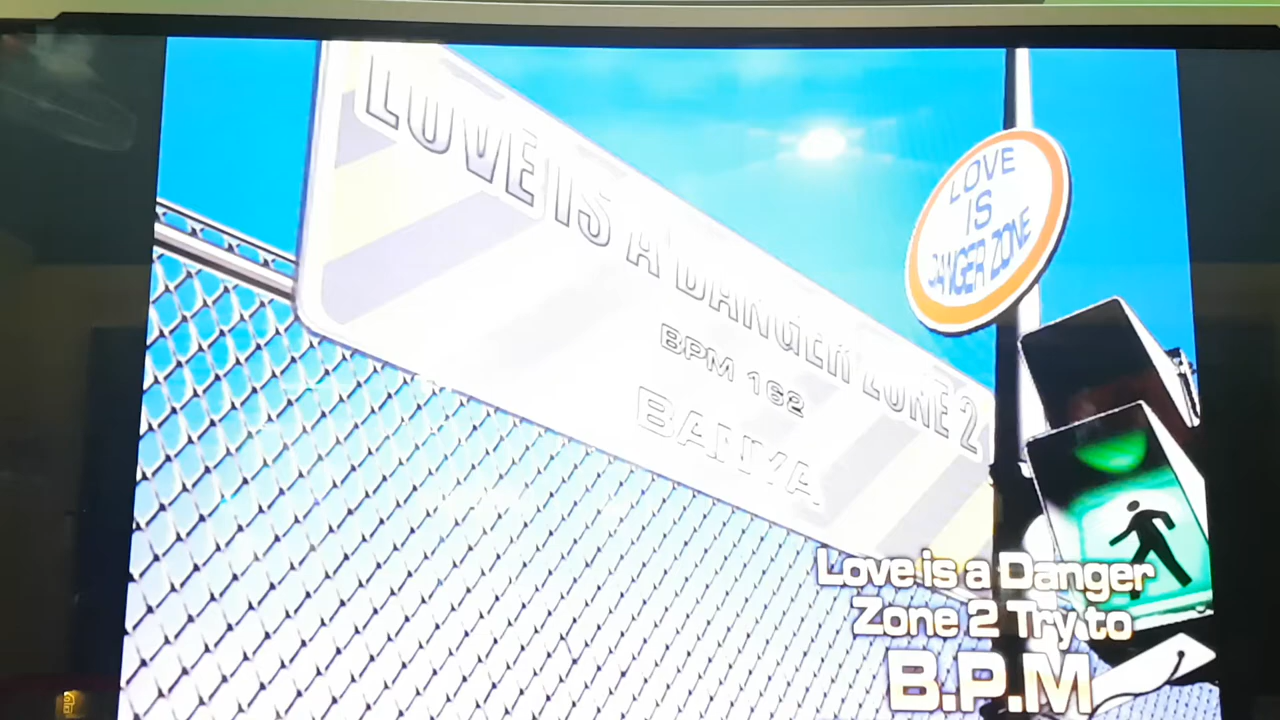 LOVE IS A DANGER ZONE 2
BPM 162
BANYA
LOVE
IS
DANGER ZONE
Love is a Danger
Zone 2 Try to
B.P.M